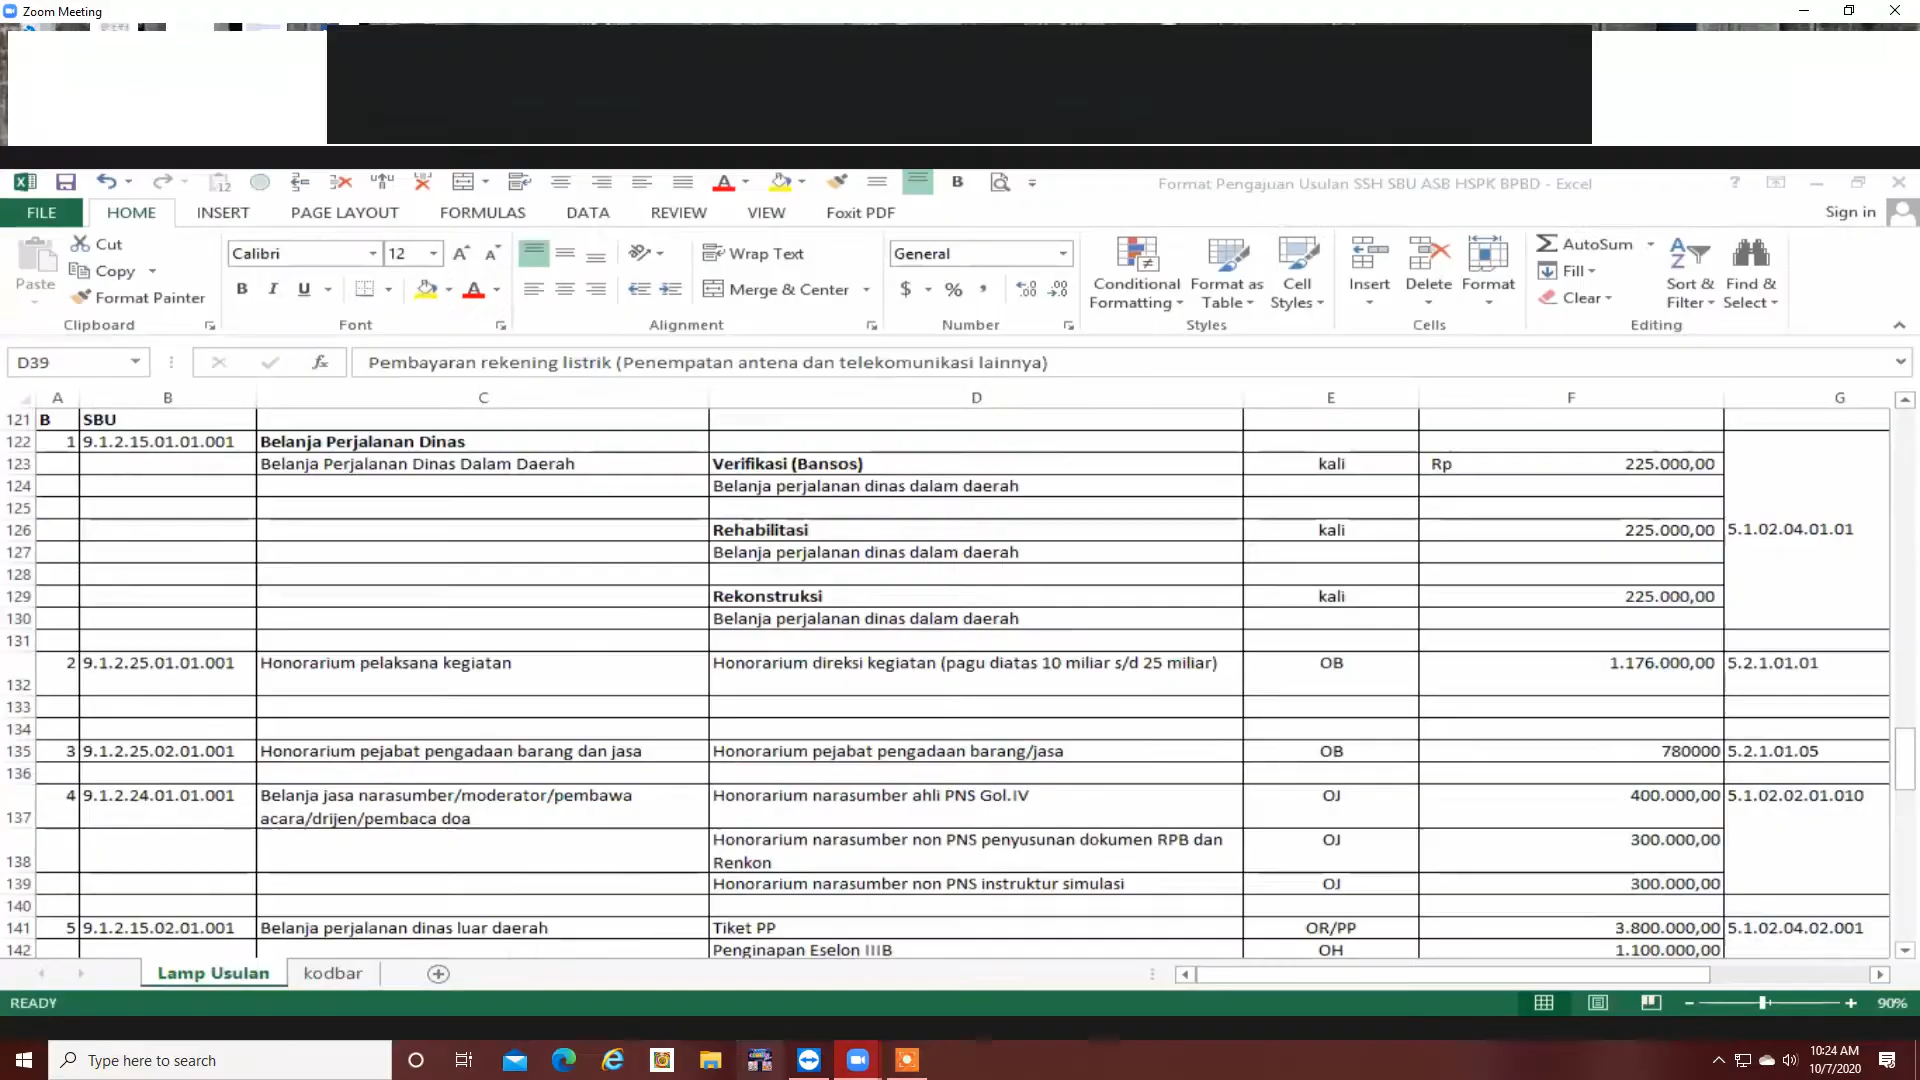 Zoom Meeting
Format Pengajuan Usulan SSH SBU ASB HSPK BPBD - Excel
FILE HOME INSERT PAGE LAYOUT FORMULAS DATA REVIEW VIEW Foxit PDF Sign in
Paste Cut Copy Format Painter Clipboard
Calibri 12 B I U Font
Wrap Text Merge & Center Alignment
General $ % , Number
Conditional Formatting Format as Table Cell Styles Styles
Insert Delete Format Cells
AutoSum Fill Clear Sort & Filter Find & Select Editing
D39 fx Pembayaran rekening listrik (Penempatan antena dan telekomunikasi lainnya)
A B C D E F G
121 B SBU
122 1 9.1.2.15.01.01.001 Belanja Perjalanan Dinas
123 Belanja Perjalanan Dinas Dalam Daerah Verifikasi (Bansos) kali Rp 225.000,00
124 Belanja perjalanan dinas dalam daerah
125
126 Rehabilitasi kali 225.000,00 5.1.02.04.01.01
127 Belanja perjalanan dinas dalam daerah
128
129 Rekonstruksi kali 225.000,00
130 Belanja perjalanan dinas dalam daerah
131
132 2 9.1.2.25.01.01.001 Honorarium pelaksana kegiatan Honorarium direksi kegiatan (pagu diatas 10 miliar s/d 25 miliar) OB 1.176.000,00 5.2.1.01.01
133
134
135 3 9.1.2.25.02.01.001 Honorarium pejabat pengadaan barang dan jasa Honorarium pejabat pengadaan barang/jasa OB 780000 5.2.1.01.05
136
137 4 9.1.2.24.01.01.001 Belanja jasa narasumber/moderator/pembawa acara/drijen/pembaca doa Honorarium narasumber ahli PNS Gol.IV OJ 400.000,00 5.1.02.02.01.010
138 Honorarium narasumber non PNS penyusunan dokumen RPB dan Renkon OJ 300.000,00
139 Honorarium narasumber non PNS instruktur simulasi OJ 300.000,00
140
141 5 9.1.2.15.02.01.001 Belanja perjalanan dinas luar daerah Tiket PP OR/PP 3.800.000,00 5.1.02.04.02.001
142 Penginapan Eselon IIIB OH 1.100.000,00
Lamp Usulan kodbar
READY 90%
Type here to search
10:24 AM
10/7/2020